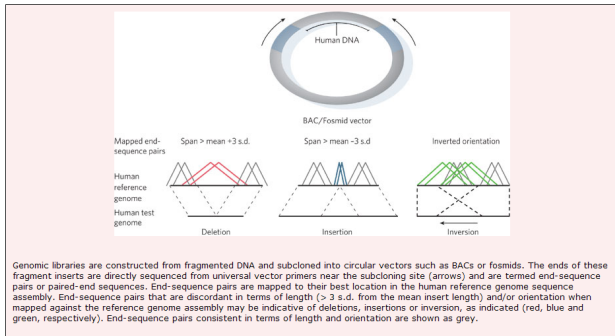 Human DNA
BAC/Fosmid vector
Mapped end-
sequence pairs
Span > mean +3 s.d.
Span > mean –3 s.d.
Inverted orientation
Human
reference
genome
Human test
genome
Deletion
Insertion
Inversion
Genomic libraries are constructed from fragmented DNA and subcloned into circular vectors such as BACs or fosmids. The ends of these
fragment inserts are directly sequenced from universal vector primers near the subcloning site (arrows) and are termed end-sequence
pairs or paired-end sequences. End-sequence pairs are mapped to their best location in the human reference genome sequence
assembly. End-sequence pairs that are discordant in terms of length (> 3 s.d. from the mean insert length) and/or orientation when
mapped against the reference genome assembly may be indicative of deletions, insertions or inversion, as indicated (red, blue and
green, respectively). End-sequence pairs consistent in terms of length and orientation are shown as grey.